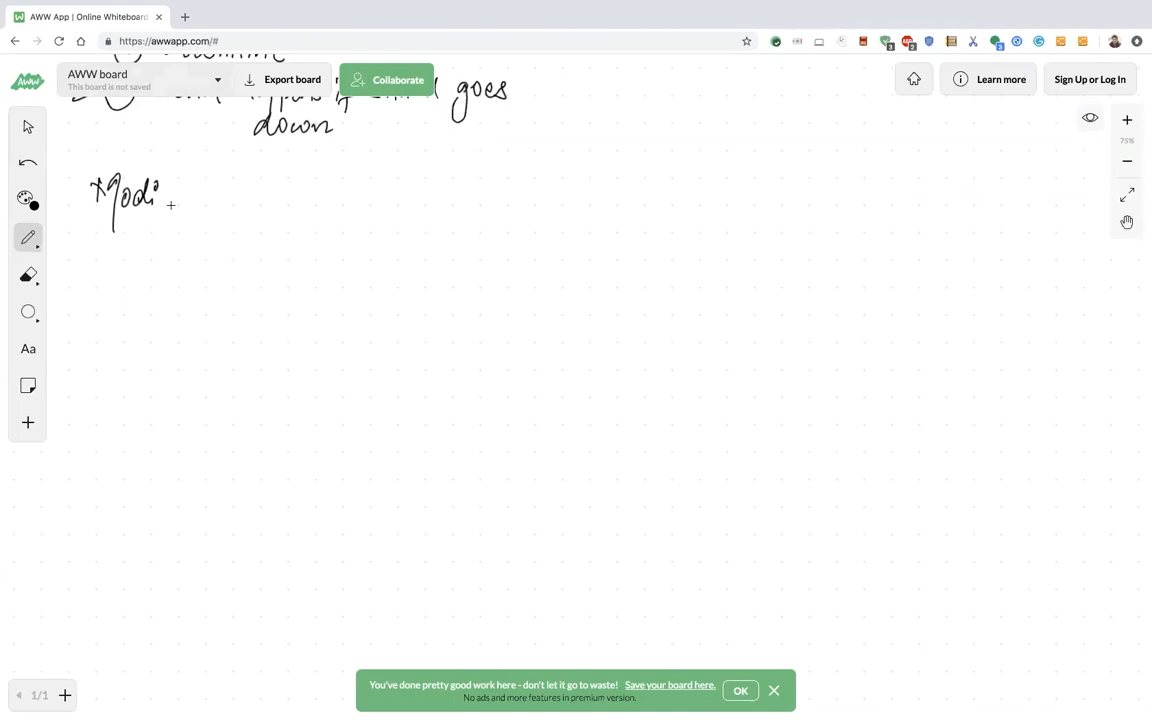 AWW App | Online Whiteboard
https://awwapp.com/#
AWW board
This board is not saved
Export board
Collaborate
Learn more
Sign Up or Log In
AWW
goes
down
75%
Modi
Aa
1/1
You've done pretty good work here - don't let it go to waste! Save your board here.
No ads and more features in premium version.
OK